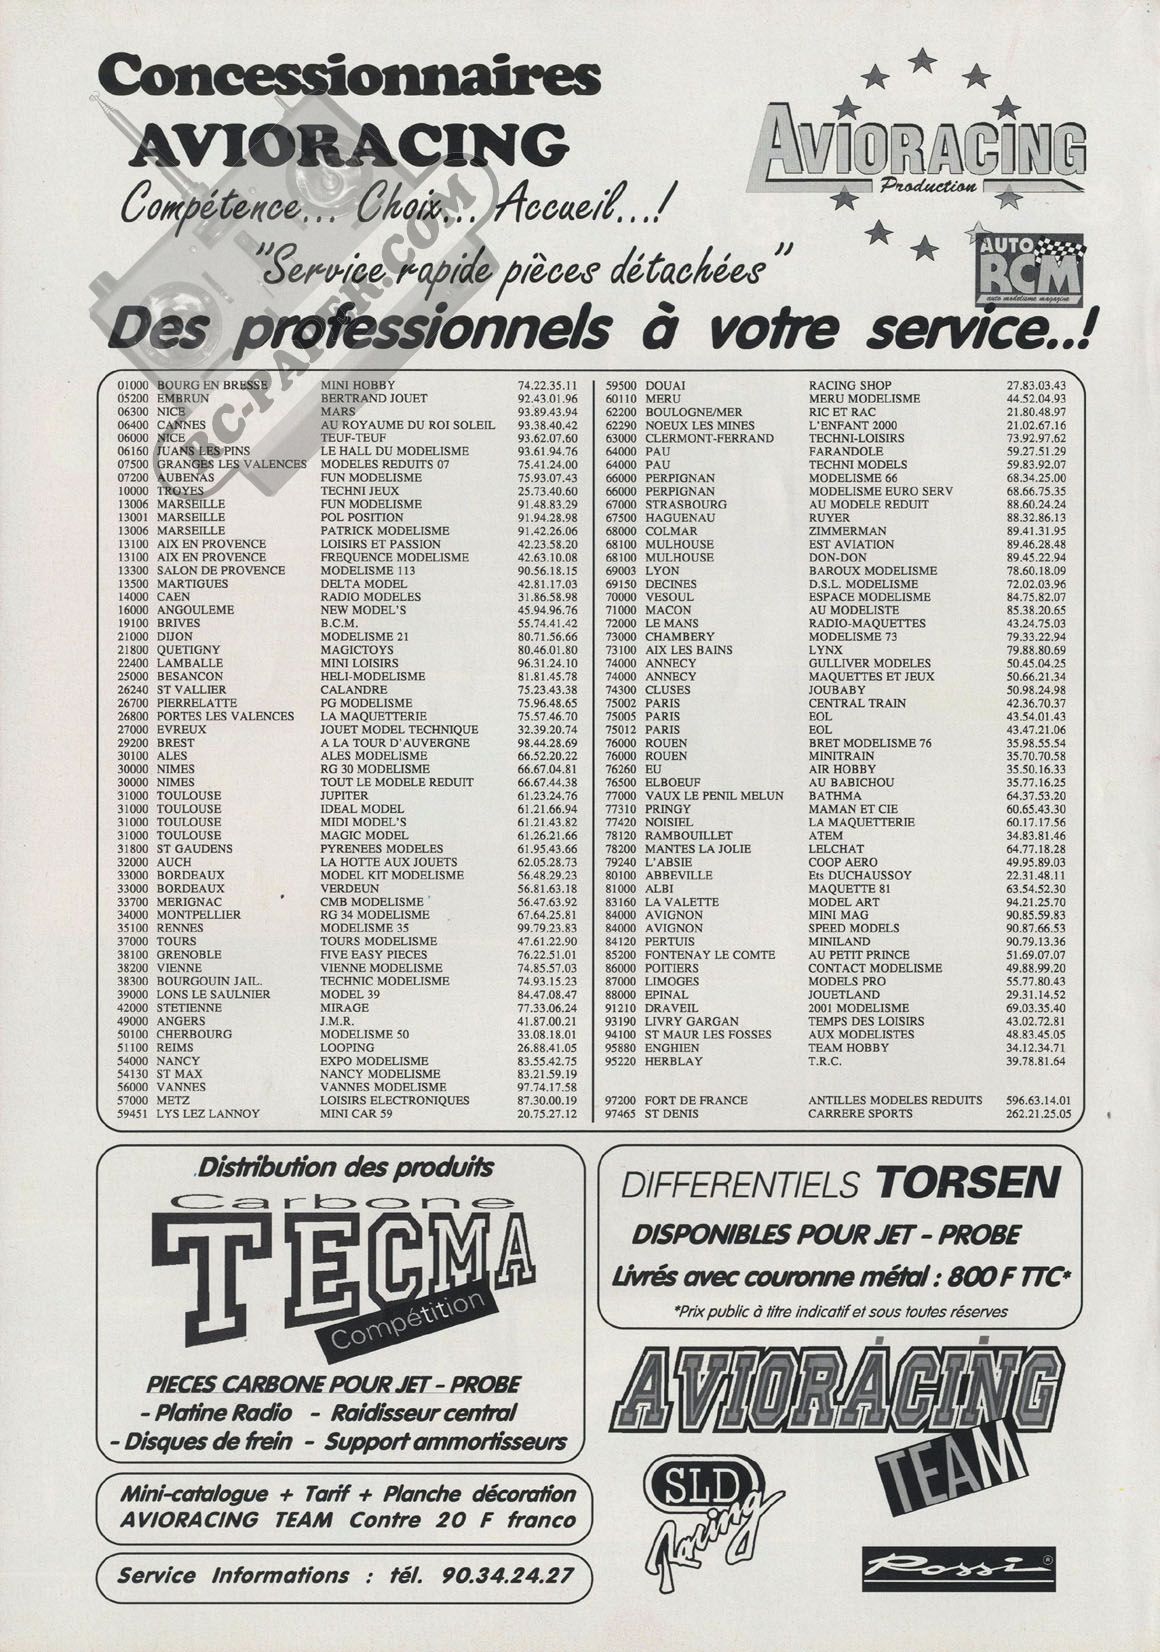 Concessionnaires
AVIORACING
Compétence... Choix... Accueil...!
"Service rapide pièces détachées"
AVIORACING
Production
AUTO
RCM
auto modelisme magazine
Des professionnels à votre service..!
RC-PAPER.COM
01000 BOURG EN BRESSE MINI HOBBY 74.22.35.11
05200 EMBRUN BERTRAND JOUET 92.43.01.96
06300 NICE MARS 93.89.43.94
06400 CANNES AU ROYAUME DU ROI SOLEIL 93.38.40.42
06000 NICE TEUF-TEUF 93.62.07.60
06160 JUANS LES PINS LE HALL DU MODELISME 93.61.94.76
07500 GRANGES LES VALENCES MODELES REDUITS 07 75.41.24.00
07200 AUBENAS FUN MODELISME 75.93.07.43
10000 TROYES TECHNI JEUX 25.73.40.60
13006 MARSEILLE FUN MODELISME 91.48.83.29
13001 MARSEILLE POL POSITION 91.94.28.98
13006 MARSEILLE PATRICK MODELISME 91.42.26.06
13100 AIX EN PROVENCE LOISIRS ET PASSION 42.23.58.20
13100 AIX EN PROVENCE FREQUENCE MODELISME 42.63.10.08
13300 SALON DE PROVENCE MODELISME 113 90.56.18.15
13500 MARTIGUES DELTA MODEL 42.81.17.03
14000 CAEN RADIO MODELES 31.86.58.98
16000 ANGOULEME NEW MODEL'S 45.94.96.76
19100 BRIVES B.C.M. 55.74.41.42
21000 DIJON MODELISME 21 80.71.56.66
21800 QUETIGNY MAGICTOYS 80.46.01.80
22400 LAMBALLE MINI LOISIRS 96.31.24.10
25000 BESANCON HELI-MODELISME 81.81.45.78
26240 ST VALLIER CALANDRE 75.23.43.38
26700 PIERRELATTE PG MODELISME 75.96.48.65
26800 PORTES LES VALENCES LA MAQUETTERIE 75.57.46.70
27000 EVREUX JOUET MODEL TECHNIQUE 32.39.20.74
29200 BREST A LA TOUR D'AUVERGNE 98.44.28.69
30100 ALES ALES MODELISME 66.52.20.22
30000 NIMES RG 30 MODELISME 66.67.04.81
30000 NIMES TOUT LE MODELE REDUIT 66.67.44.38
31000 TOULOUSE JUPITER 61.23.24.76
31000 TOULOUSE IDEAL MODEL 61.21.66.94
31000 TOULOUSE MIDI MODEL'S 61.21.43.82
31000 TOULOUSE MAGIC MODEL 61.26.21.66
31800 ST GAUDENS PYRENEES MODELES 61.95.43.66
32000 AUCH LA HOTTE AUX JOUETS 62.05.28.73
33000 BORDEAUX MODEL KIT MODELISME 56.48.29.23
33000 BORDEAUX VERDEUN 56.81.63.18
33700 MERIGNAC CMB MODELISME 56.47.63.92
34000 MONTPELLIER RG 34 MODELISME 67.64.25.81
35100 RENNES MODELISME 35 99.79.23.83
37000 TOURS TOURS MODELISME 47.61.22.90
38100 GRENOBLE FIVE EASY PIECES 76.22.51.01
38200 VIENNE VIENNE MODELISME 74.85.57.03
38300 BOURGOUIN JAIL. TECHNIC MODELISME 74.93.15.23
39000 LONS LE SAULNIER MODEL 39 84.47.08.47
42000 STETIENNE MIRAGE 77.33.06.24
49000 ANGERS J.M.R. 41.87.00.21
50100 CHERBOURG MODELISME 50 33.08.18.01
51100 REIMS LOOPING 26.88.41.05
54000 NANCY EXPO MODELISME 83.55.42.75
54130 ST MAX NANCY MODELISME 83.21.59.19
56000 VANNES VANNES MODELISME 97.74.17.58
57000 METZ LOISIRS ELECTRONIQUES 87.30.00.19
59451 LYS LEZ LANNOY MINI CAR 59 20.75.27.12
59500 DOUAI RACING SHOP 27.83.03.43
60110 MERU MERU MODELISME 44.52.04.93
62200 BOULOGNE/MER RIC ET RAC 21.80.48.97
62290 NOEUX LES MINES L'ENFANT 2000 21.02.67.16
63000 CLERMONT-FERRAND TECHNI-LOISIRS 73.92.97.62
64000 PAU FARANDOLE 59.27.51.29
64000 PAU TECHNI MODELS 59.83.92.07
66000 PERPIGNAN MODELISME 66 68.34.25.00
66000 PERPIGNAN MODELISME EURO SERV 68.66.75.35
67000 STRASBOURG AU MODELE REDUIT 88.60.24.24
67500 HAGUENAU RUYER 88.32.86.13
68000 COLMAR ZIMMERMAN 89.41.31.95
68100 MULHOUSE EST AVIATION 89.46.28.48
68100 MULHOUSE DON-DON 89.45.22.94
69003 LYON BAROUX MODELISME 78.60.18.09
69150 DECINES D.S.L. MODELISME 72.02.03.96
70000 VESOUL ESPACE MODELISME 84.75.82.07
71000 MACON AU MODELISTE 85.38.20.65
72000 LE MANS RADIO-MAQUETTES 43.24.75.03
73000 CHAMBERY MODELISME 73 79.33.22.94
73100 AIX LES BAINS LYNX 79.88.80.69
74000 ANNECY GULLIVER MODELES 50.45.04.25
74000 ANNECY MAQUETTES ET JEUX 50.66.21.34
74300 CLUSES JOUBABY 50.98.24.98
75002 PARIS CENTRAL TRAIN 42.36.70.37
75005 PARIS EOL 43.54.01.43
75012 PARIS EOL 43.47.21.06
76000 ROUEN BRET MODELISME 76 35.98.55.54
76000 ROUEN MINITRAIN 35.70.70.58
76260 EU AIR HOBBY 35.50.16.33
76500 ELBOEUF AU BABICHOU 35.77.16.25
77000 VAUX LE PENIL MELUN BATHMA 64.37.53.20
77310 PRINGY MAMAN ET CIE 60.65.43.30
77420 NOISIEL LA MAQUETTERIE 60.17.17.56
78120 RAMBOUILLET ATEM 34.83.81.46
78200 MANTES LA JOLIE LELCHAT 64.77.18.28
79240 L'ABSIE COOP AERO 49.95.89.03
80100 ABBEVILLE Ets DUCHAUSSOY 22.31.48.11
81000 ALBI MAQUETTE 81 63.54.52.30
83160 LA VALETTE MODEL ART 94.21.25.70
84000 AVIGNON MINI MAG 90.85.59.83
84000 AVIGNON SPEED MODELS 90.87.66.53
84120 PERTUIS MINILAND 90.79.13.36
85200 FONTENAY LE COMTE AU PETIT PRINCE 51.69.07.07
86000 POITIERS CONTACT MODELISME 49.88.99.20
87000 LIMOGES MODELS PRO 55.77.80.43
88000 EPINAL JOUETLAND 29.31.14.52
91210 DRAVEIL 2001 MODELISME 69.03.35.40
93190 LIVRY GARGAN TEMPS DES LOISIRS 43.02.72.81
94100 ST MAUR LES FOSSES AUX MODELISTES 48.83.45.05
95880 ENGHIEN TEAM HOBBY 34.12.34.71
95220 HERBLAY T.R.C. 39.78.81.64
97200 FORT DE FRANCE ANTILLES MODELES REDUITS 596.63.14.01
97465 ST DENIS CARRERE SPORTS 262.21.25.05
Distribution des produits
Carbone
TECMA
Compétition
PIECES CARBONE POUR JET - PROBE
- Platine Radio - Raidisseur central
- Disques de frein - Support ammortisseurs
Mini-catalogue + Tarif + Planche décoration
AVIORACING TEAM Contre 20 F franco
Service Informations : tél. 90.34.24.27
DIFFERENTIELS TORSEN
DISPONIBLES POUR JET - PROBE
Livrés avec couronne métal : 800 F TTC*
*Prix public à titre indicatif et sous toutes réserves
AVIORACING
TEAM
SLD
Racing
Rossi ®